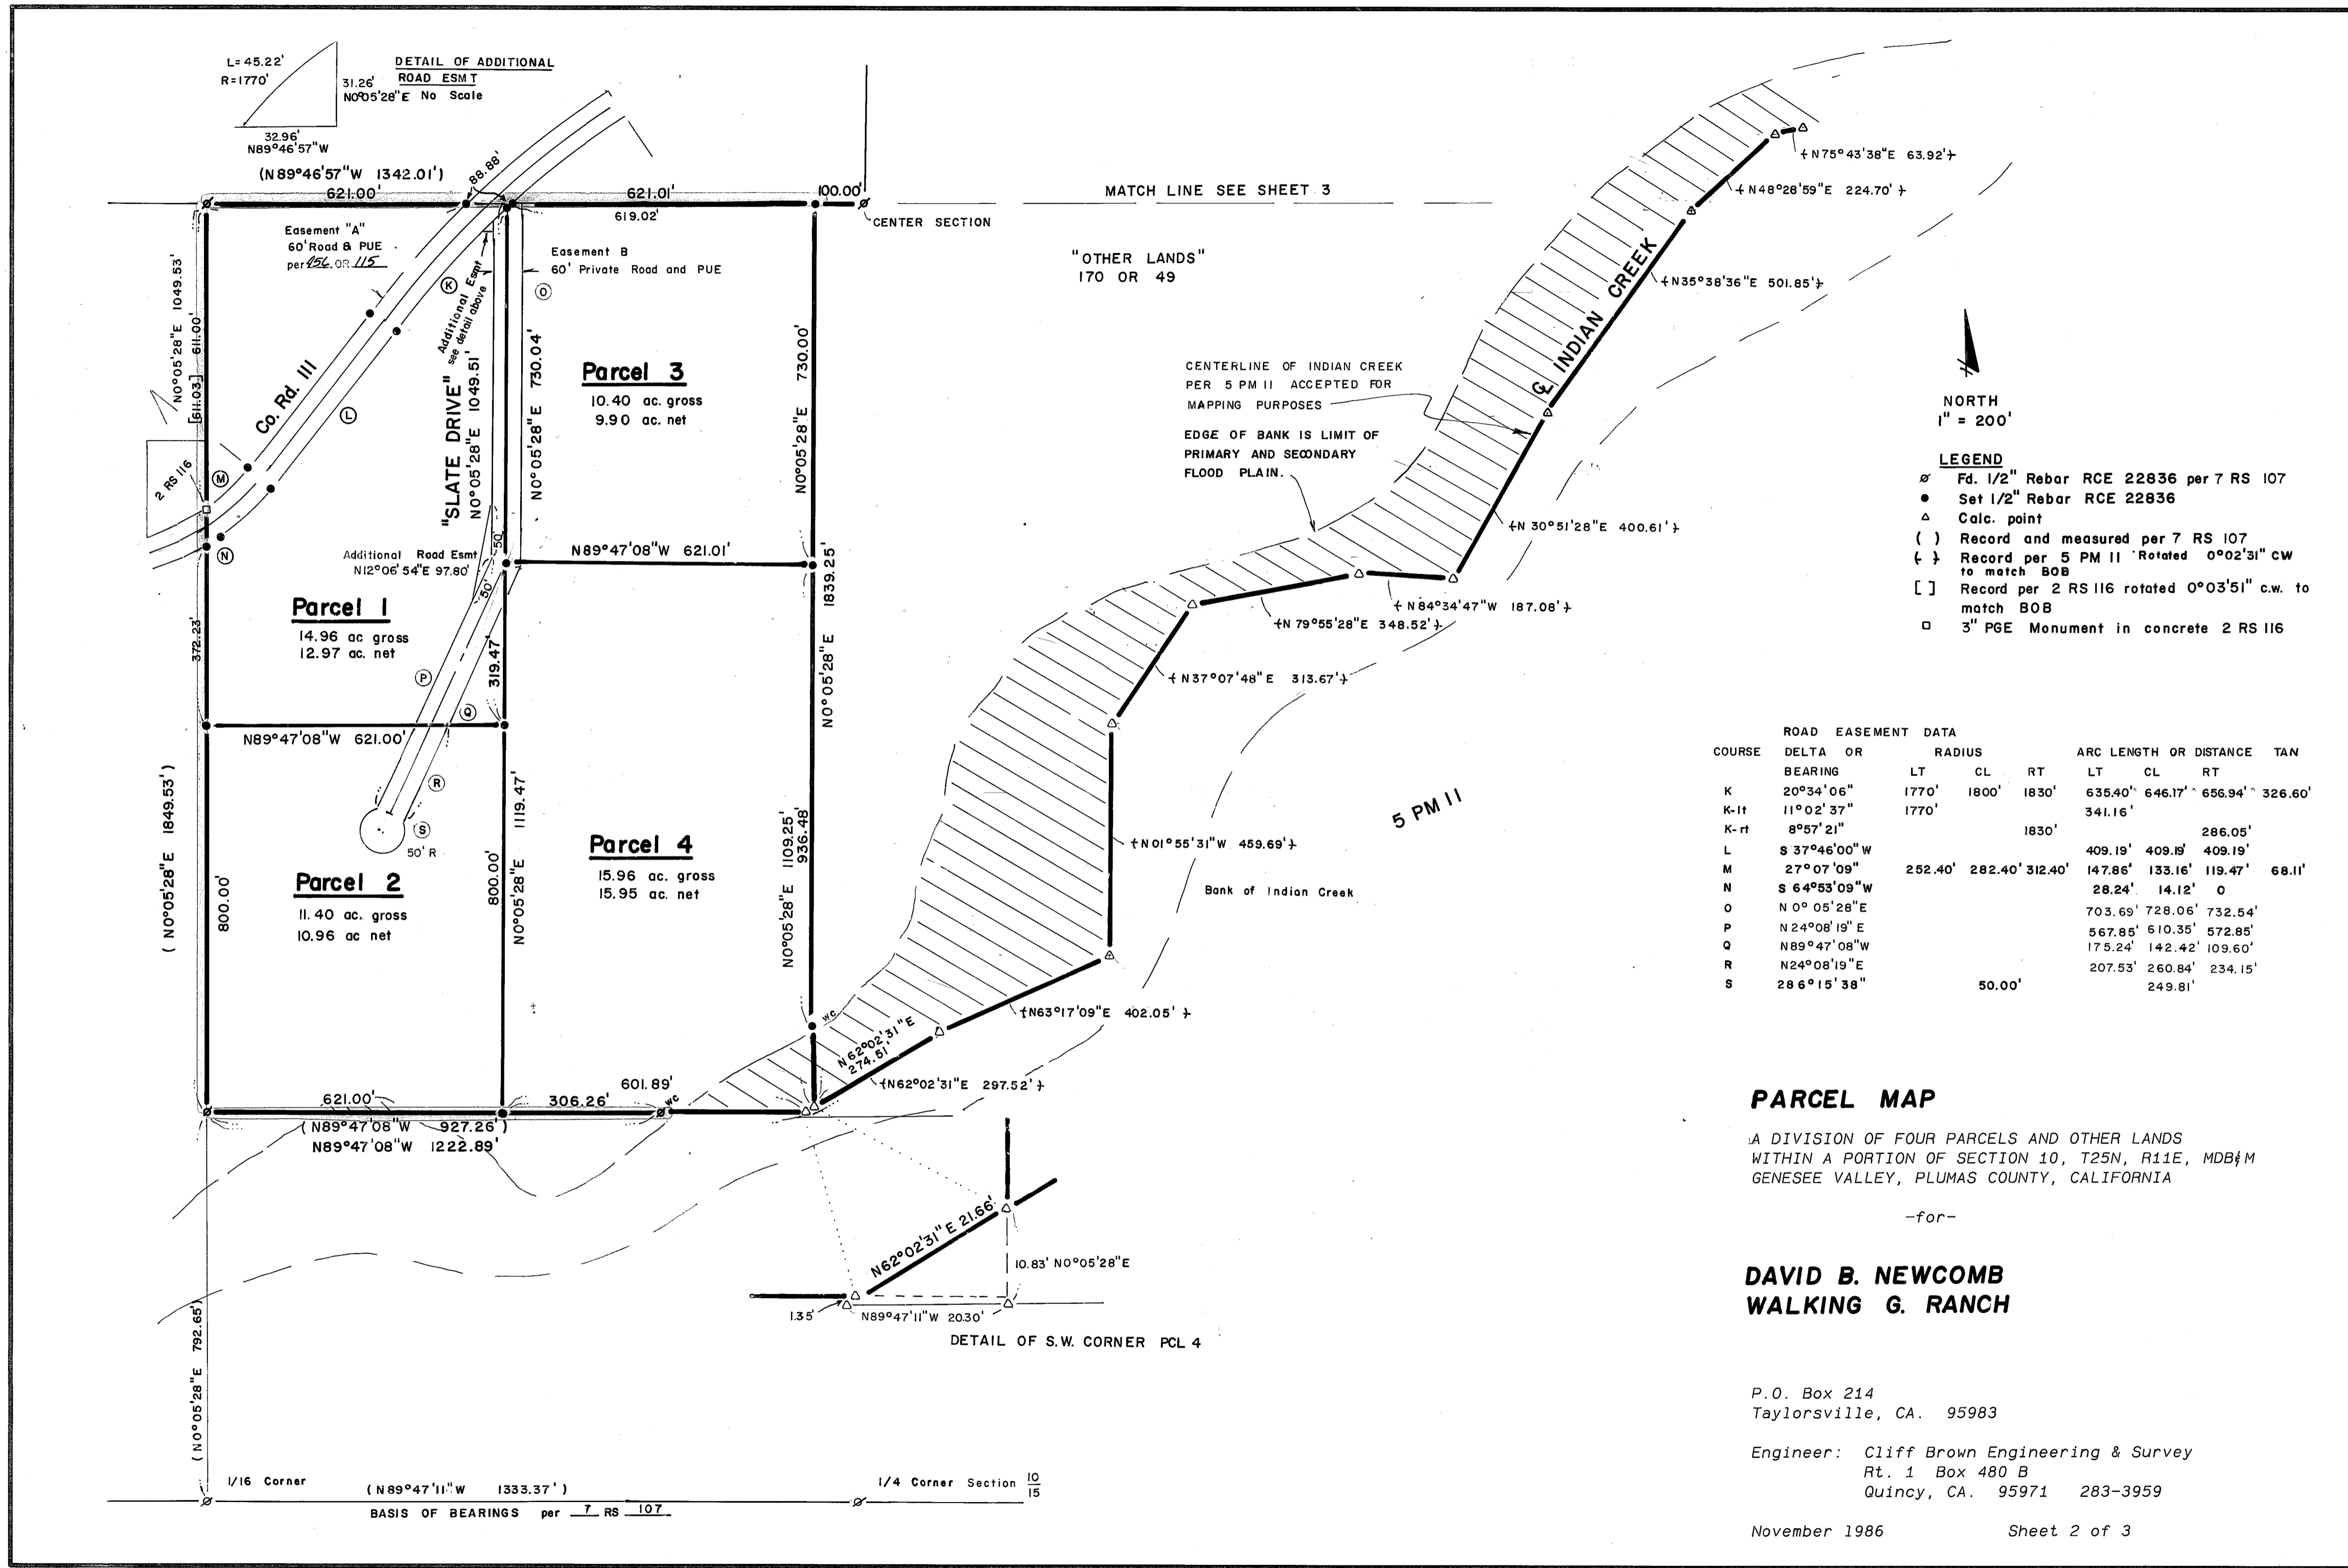 L= 45.22'
R=1770'
DETAIL OF ADDITIONAL
ROAD ESMT
No Scale
31.26'
N0°05'28"E
32.96'
N89°46'57"W
(N89°46'57"W 1342.01')
621.00'
88.88'
621.01'
619.02'
100.00'
CENTER SECTION
MATCH LINE SEE SHEET 3
"OTHER LANDS"
170 OR 49
Easement "A"
60' Road & PUE
per 456 OR 115
Easement B
60' Private Road and PUE
N0°05'28"E 1049.53'
[611.03] 611.00'
Co. Rd. 111
K
L
M
N
O
2 RS 116
Additional Esmt
see detail above
"SLATE DRIVE"
N0°05'28"E 1049.51'
N0°05'28"E 730.04'
Parcel 3
10.40 ac. gross
9.90 ac. net
N0°05'28"E 730.00'
Additional Road Esmt
N12°06'54"E 97.80'
50'
50'
N89°47'08"W 621.01'
Parcel 1
14.96 ac gross
12.97 ac. net
372.23'
319.47'
P
Q
N89°47'08"W 621.00'
N0°05'28"E 1839.25'
R
S
50' R
Parcel 2
11.40 ac. gross
10.96 ac net
(N0°05'28"E 1849.53')
800.00'
800.00'
N0°05'28"E 1119.47'
Parcel 4
15.96 ac. gross
15.95 ac. net
N0°05'28"E 1109.25'
936.48'
wc
621.00'
306.26'
601.89'
wc
(N89°47'08"W 927.26')
N89°47'08"W 1222.89'
(N0°05'28"E 792.65')
1/16 Corner
(N89°47'11"W 1333.37')
1/4 Corner Section 10
15
BASIS OF BEARINGS per 7 RS 107
N62°02'31"E
274.51'
{N62°02'31"E 297.52'}
{N63°17'09"E 402.05'}
{N01°55'31"W 459.69'}
Bank of Indian Creek
5 PM 11
{N37°07'48"E 313.67'}
{N 79°55'28"E 348.52'}
{N84°34'47"W 187.08'}
{N 30°51'28"E 400.61'}
{N35°38'36"E 501.85'}
{N48°28'59"E 224.70'}
{N75°43'38"E 63.92'}
CL INDIAN CREEK
CENTERLINE OF INDIAN CREEK
PER 5 PM 11 ACCEPTED FOR
MAPPING PURPOSES
EDGE OF BANK IS LIMIT OF
PRIMARY AND SECONDARY
FLOOD PLAIN.
N62°02'31"E 21.66'
10.83' N0°05'28"E
1.35'
N89°47'11"W 20.30'
DETAIL OF S.W. CORNER PCL 4
NORTH
1" = 200'
LEGEND
Fd. 1/2" Rebar RCE 22836 per 7 RS 107
Set 1/2" Rebar RCE 22836
Calc. point
( ) Record and measured per 7 RS 107
{ } Record per 5 PM 11 Rotated 0°02'31" CW
to match BOB
[ ] Record per 2 RS 116 rotated 0°03'51" c.w. to
match BOB
3" PGE Monument in concrete 2 RS 116
ROAD EASEMENT DATA
COURSE DELTA OR RADIUS ARC LENGTH OR DISTANCE TAN
BEARING LT CL RT LT CL RT
K 20°34'06" 1770' 1800' 1830' 635.40' 646.17' 656.94' 326.60'
K-lt 11°02'37" 1770' 341.16'
K-rt 8°57'21" 1830' 286.05'
L S 37°46'00"W 409.19' 409.19' 409.19'
M 27°07'09" 252.40' 282.40' 312.40' 147.86' 133.16' 119.47' 68.11'
N S 64°53'09"W 28.24' 14.12' 0
O N 0°05'28"E 703.69' 728.06' 732.54'
P N 24°08'19"E 567.85' 610.35' 572.85'
Q N89°47'08"W 175.24' 142.42' 109.60'
R N24°08'19"E 207.53' 260.84' 234.15'
S 286°15'38" 50.00' 249.81'
PARCEL MAP
A DIVISION OF FOUR PARCELS AND OTHER LANDS
WITHIN A PORTION OF SECTION 10, T25N, R11E, MDB&M
GENESEE VALLEY, PLUMAS COUNTY, CALIFORNIA
-for-
DAVID B. NEWCOMB
WALKING G. RANCH
P.O. Box 214
Taylorsville, CA. 95983
Engineer: Cliff Brown Engineering & Survey
Rt. 1 Box 480 B
Quincy, CA. 95971 283-3959
November 1986 Sheet 2 of 3